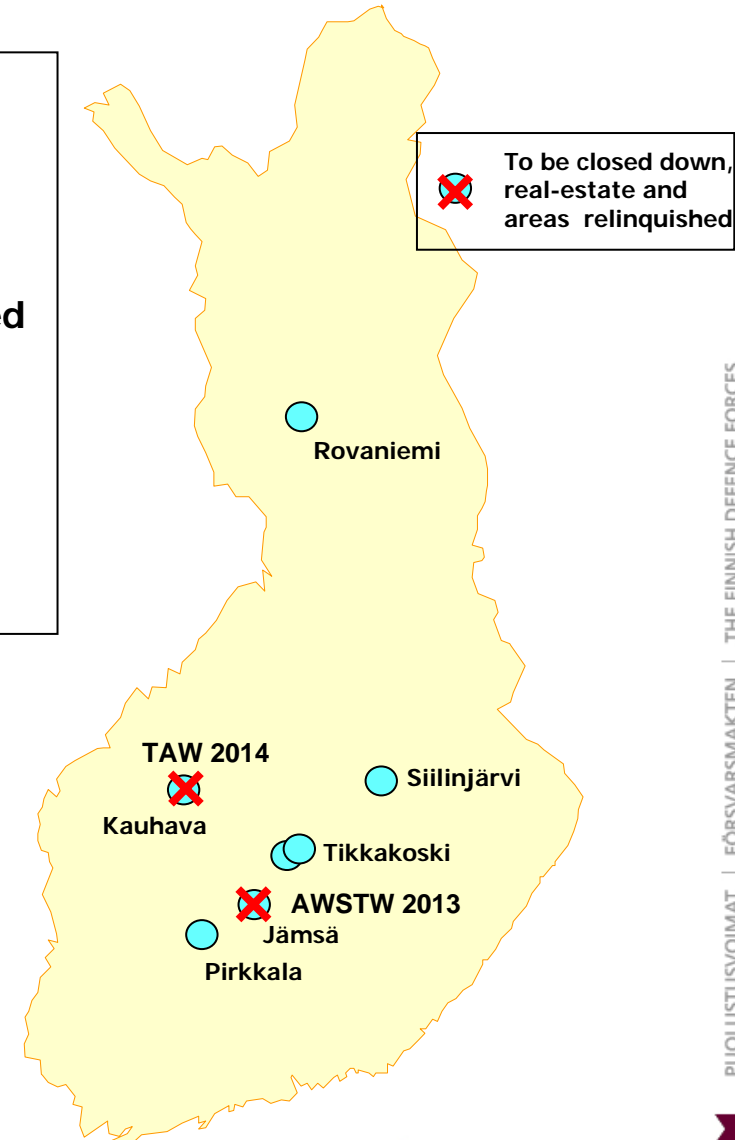 To be closed down,
real-estate and
areas relinquished
Rovaniemi
TAW 2014
Kauhava
Siilinjärvi
Tikkakoski
AWSTW 2013
Jämsä
Pirkkala
PUOLUSTUSVOIMAT | FÖRSVARSMAKTEN | THE FINNISH DEFENCE FORCES